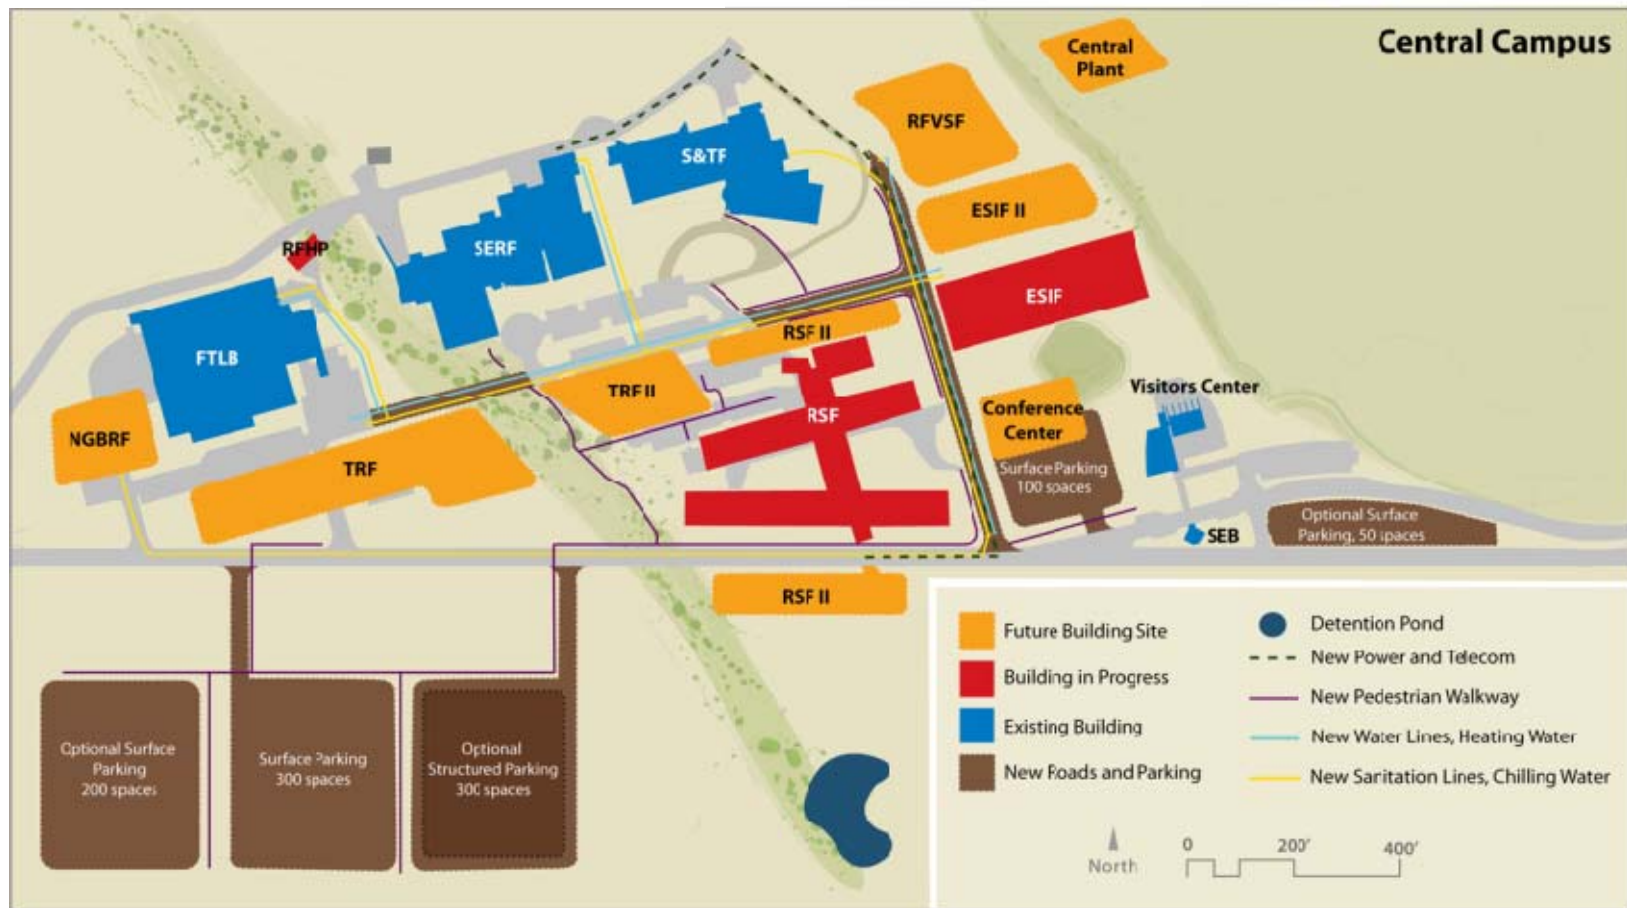 Central Campus
Central
Plant
RFVSF
S&TF
ESIF II
RFHP
SERF
ESIF
FTLB
RSF II
TRF II
Visitors Center
NGBRF
RSF
Conference
Center
TRF
Surface Parking
100 spaces
Optional Surface
Parking, 50 spaces
SEB
RSF II
Optional Surface
Parking
200 spaces
Surface Parking
300 spaces
Optional
Structured Parking
300 spaces
Future Building Site
Building in Progress
Existing Building
New Roads and Parking
Detention Pond
New Power and Telecom
New Pedestrian Walkway
New Water Lines, Heating Water
New Saritation Lines, Chilling Water
North
0 200' 400'